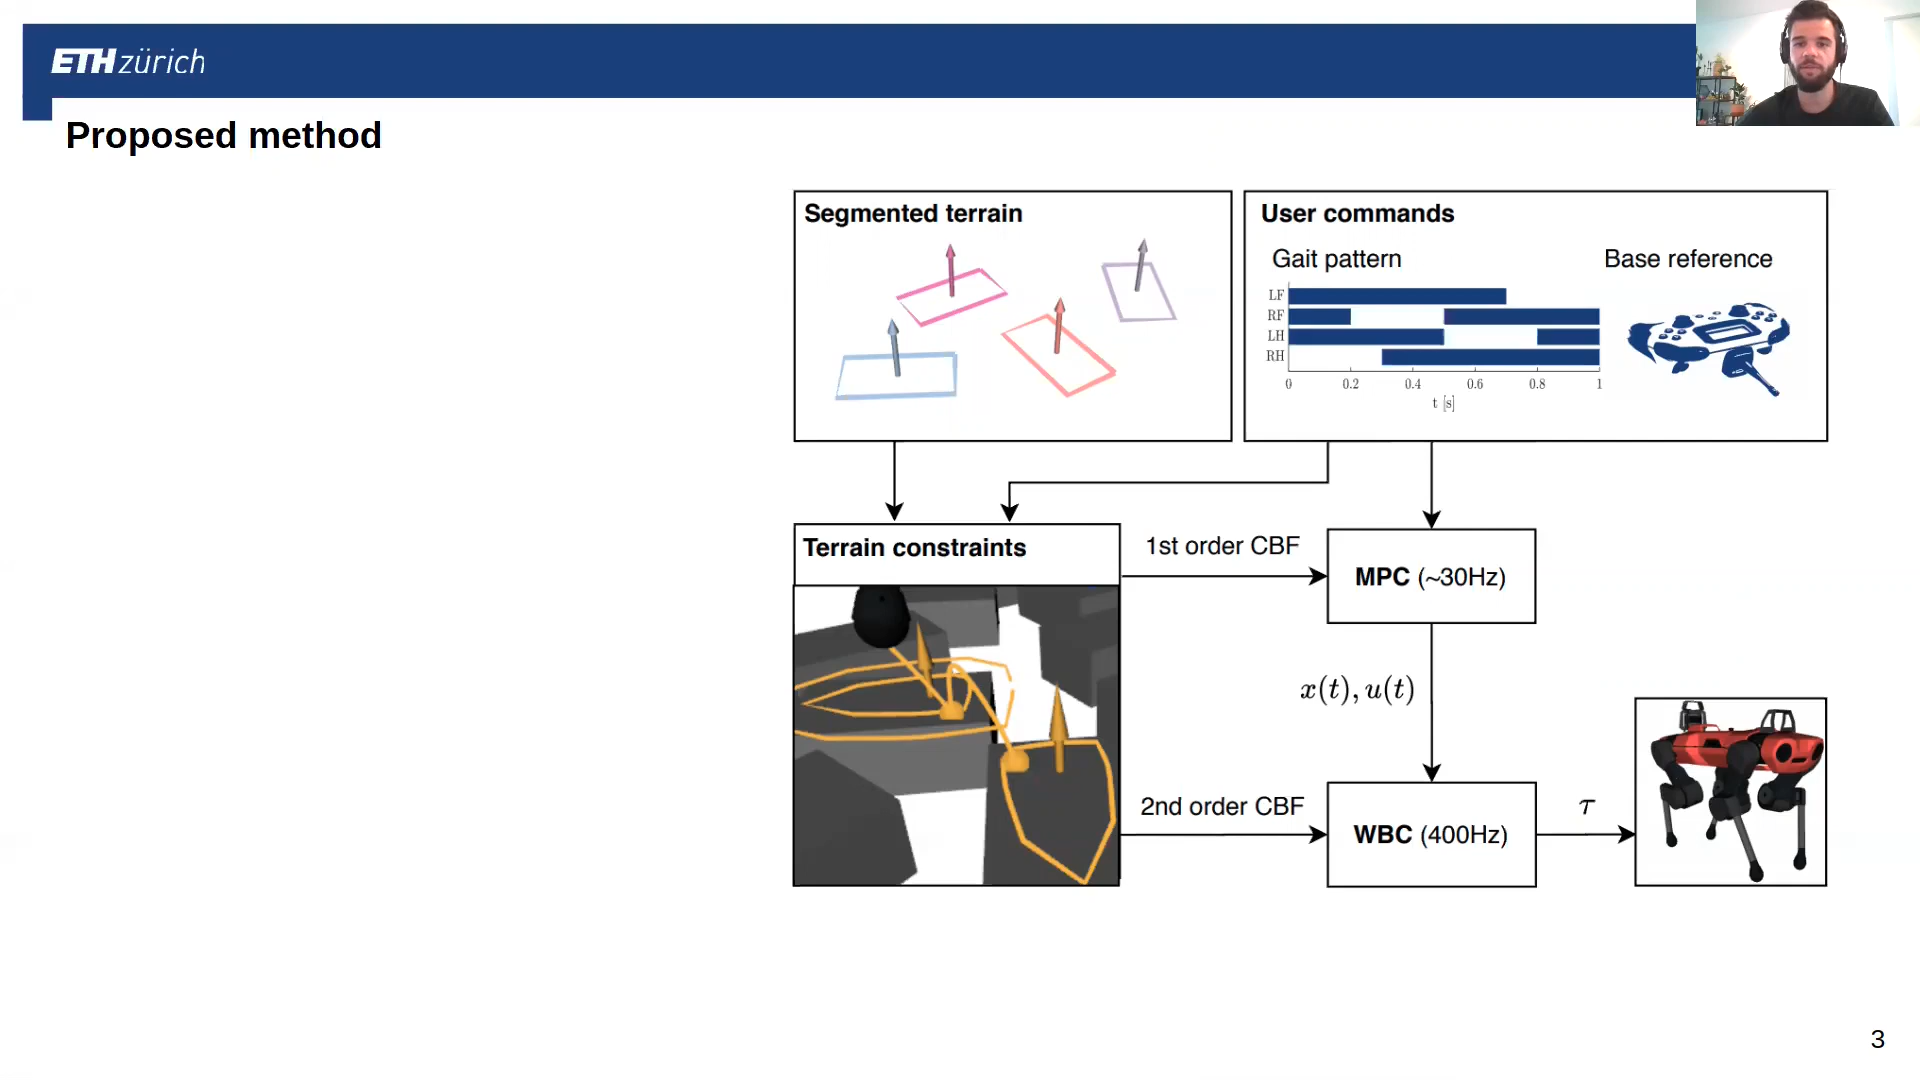 ETH zürich
Proposed method
Segmented terrain
User commands
Gait pattern
Base reference
LF
RF
LH
RH
0 0.2 0.4 0.6 0.8 1
t [s]
Terrain constraints
1st order CBF
MPC (~30Hz)
x(t), u(t)
2nd order CBF
WBC (400Hz)
τ
3